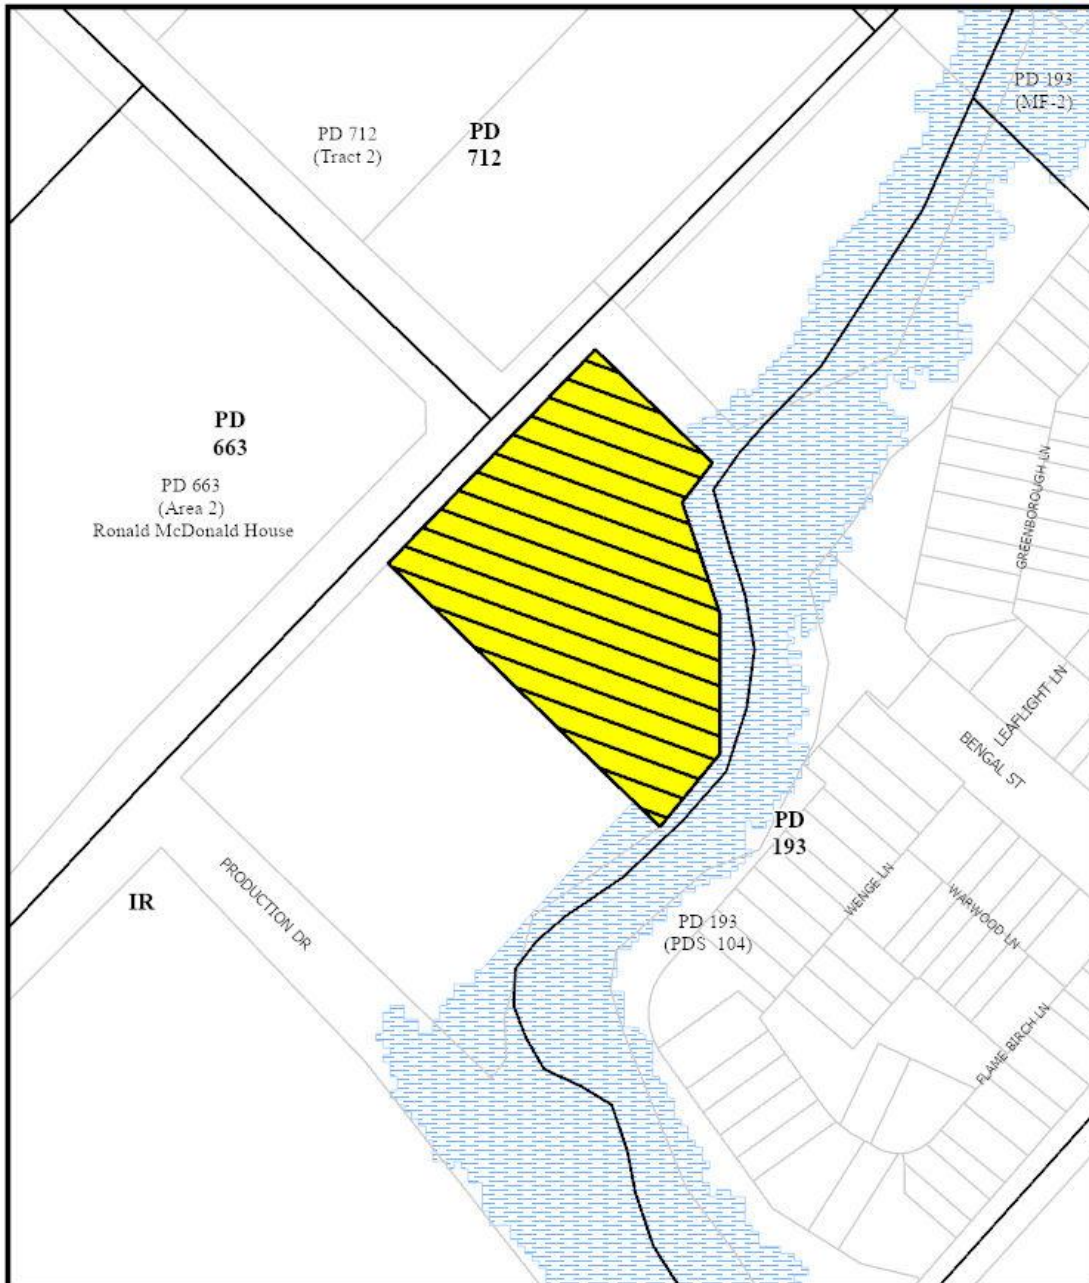 PD 193
(MF-2)
PD 712
(Tract 2)
PD
712
PD
663
PD 663
(Area 2)
Ronald McDonald House
GREENBOROUGH LN
LEAFLIGHT LN
BENGAL ST
PD
193
PRODUCTION DR
IR
WENGE LN
WARWOOD LN
PD 193
(PDS 104)
FLAME BIRCH LN